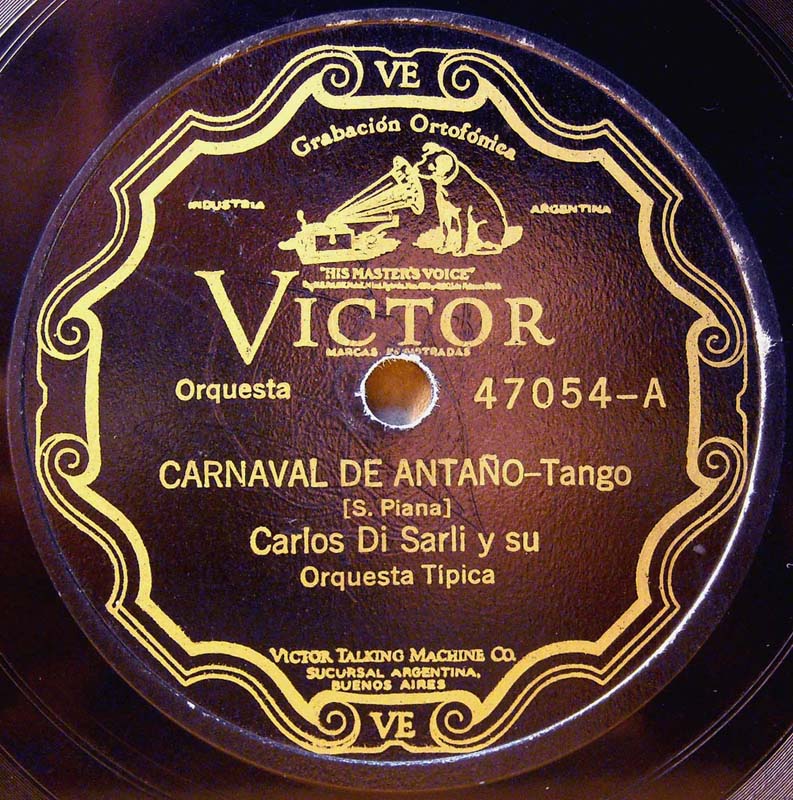 VE
Grabación Ortofónica
INDUSTRIA ARGENTINA
"HIS MASTER'S VOICE"
VICTOR
MARCAS REGISTRADAS
Orquesta 47054-A
CARNAVAL DE ANTAÑO-Tango
[S. Piana]
Carlos Di Sarli y su
Orquesta Típica
VICTOR TALKING MACHINE CO.
SUCURSAL ARGENTINA,
BUENOS AIRES
VE